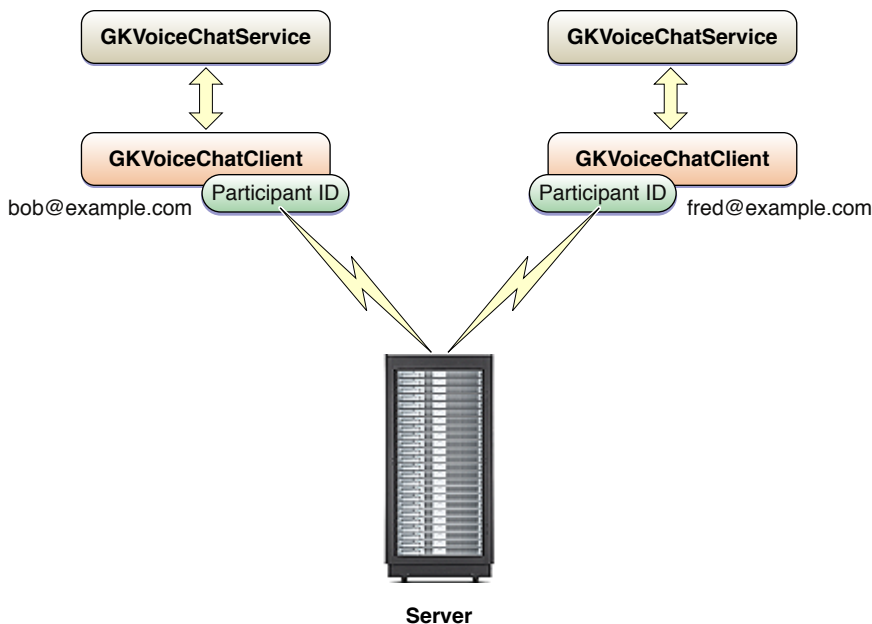 GKVoiceChatService
GKVoiceChatService
GKVoiceChatClient
GKVoiceChatClient
Participant ID
Participant ID
bob@example.com
fred@example.com
Server